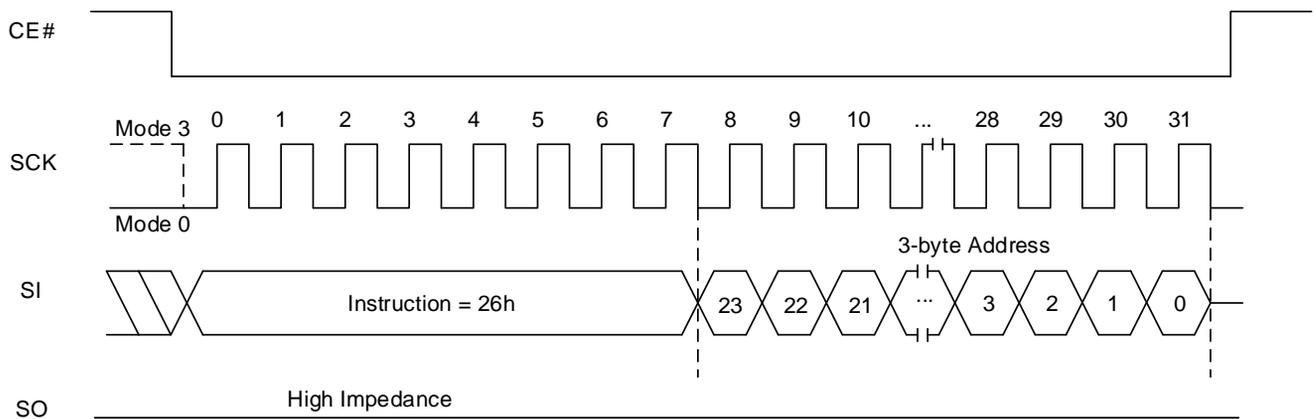 CE#
Mode 3 0 1 2 3 4 5 6 7 8 9 10 ... 28 29 30 31
SCK
Mode 0
3-byte Address
SI Instruction = 26h 23 22 21 ... 3 2 1 0
High Impedance
SO